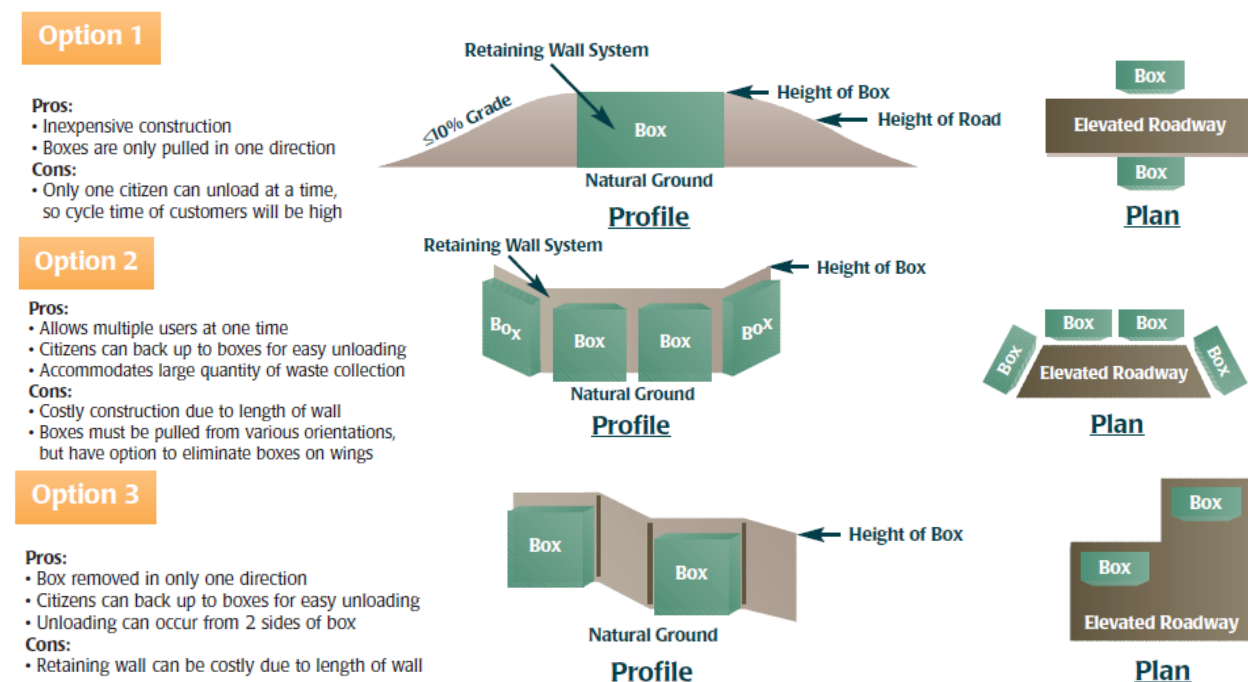 Option 1
Pros:
• Inexpensive construction
• Boxes are only pulled in one direction
Cons:
• Only one citizen can unload at a time,
so cycle time of customers will be high
Retaining Wall System
≤10% Grade
Box
Height of Box
Height of Road
Natural Ground
Profile
Box
Elevated Roadway
Box
Plan
Option 2
Pros:
• Allows multiple users at one time
• Citizens can back up to boxes for easy unloading
• Accommodates large quantity of waste collection
Cons:
• Costly construction due to length of wall
• Boxes must be pulled from various orientations,
but have option to eliminate boxes on wings
Retaining Wall System
Height of Box
Box
Box
Box
Box
Natural Ground
Profile
Box
Box
Box
Box
Elevated Roadway
Plan
Option 3
Pros:
• Box removed in only one direction
• Citizens can back up to boxes for easy unloading
• Unloading can occur from 2 sides of box
Cons:
• Retaining wall can be costly due to length of wall
Box
Box
Height of Box
Natural Ground
Profile
Box
Box
Elevated Roadway
Plan